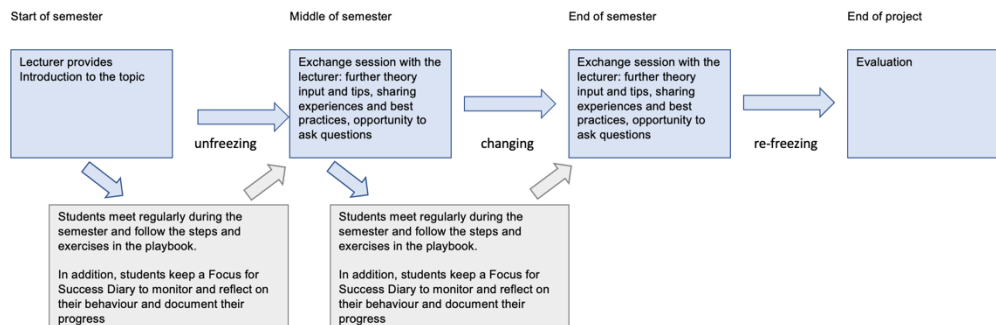 Start of semester
Middle of semester
End of semester
End of project
Lecturer provides
Introduction to the topic
Exchange session with the
lecturer: further theory
input and tips, sharing
experiences and best
practices, opportunity to
ask questions
Exchange session with the
lecturer: further theory
input and tips, sharing
experiences and best
practices, opportunity to
ask questions
Evaluation
unfreezing
changing
re-freezing
Students meet regularly during the
semester and follow the steps and
exercises in the playbook.
In addition, students keep a Focus for
Success Diary to monitor and reflect on
their behaviour and document their
progress
Students meet regularly during the
semester and follow the steps and
exercises in the playbook.
In addition, students keep a Focus for
Success Diary to monitor and reflect on
their behaviour and document their
progress